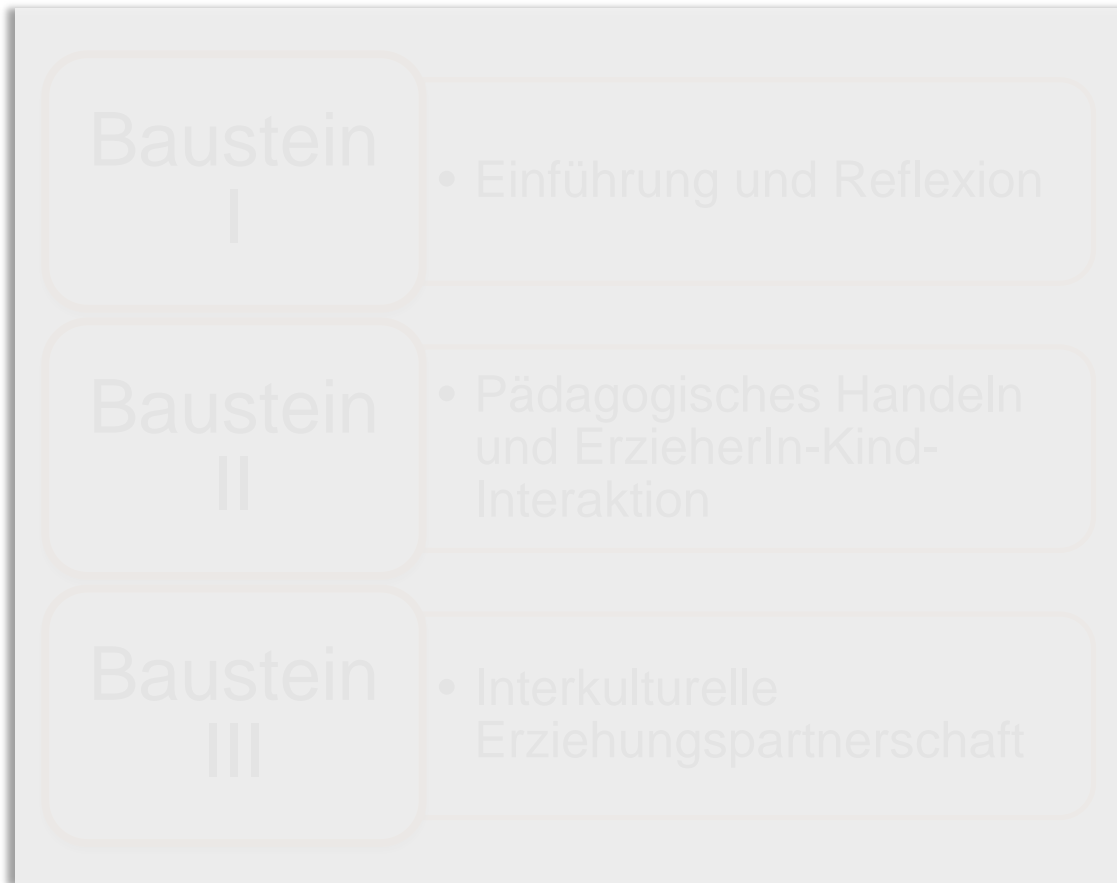 Baustein
I
• Einführung und Reflexion
Baustein
II
• Pädagogisches Handeln
und ErzieherIn-Kind-
Interaktion
Baustein
III
• Interkulturelle
Erziehungspartnerschaft